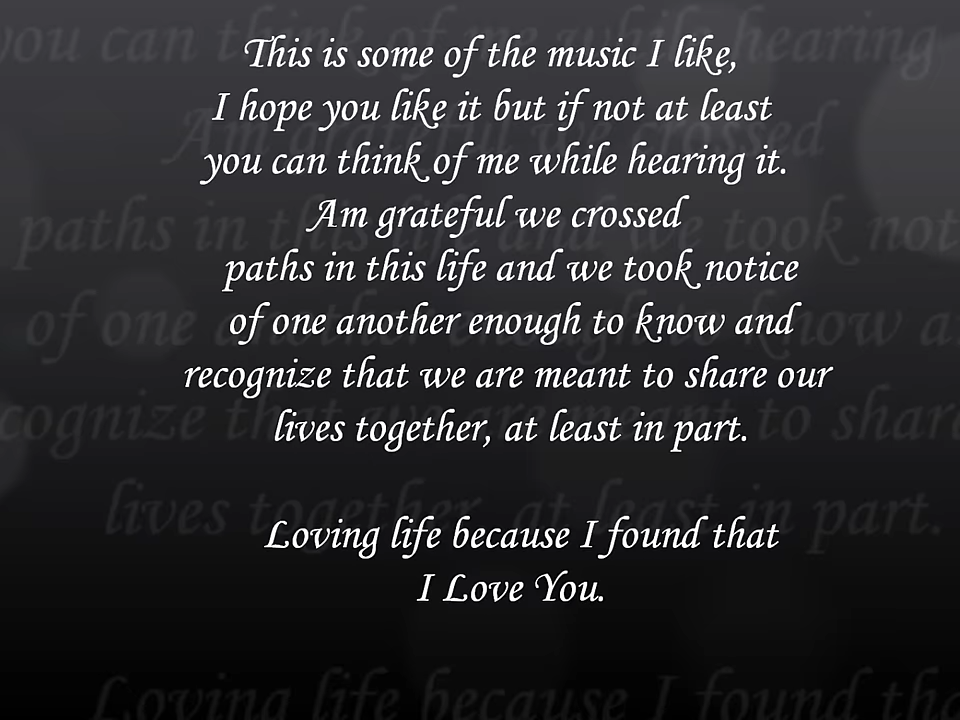 This is some of the music I like,
I hope you like it but if not at least
you can think of me while hearing it.
Am grateful we crossed
paths in this life and we took notice
of one another enough to know and
recognize that we are meant to share our
lives together, at least in part.
Loving life because I found that
I Love You.